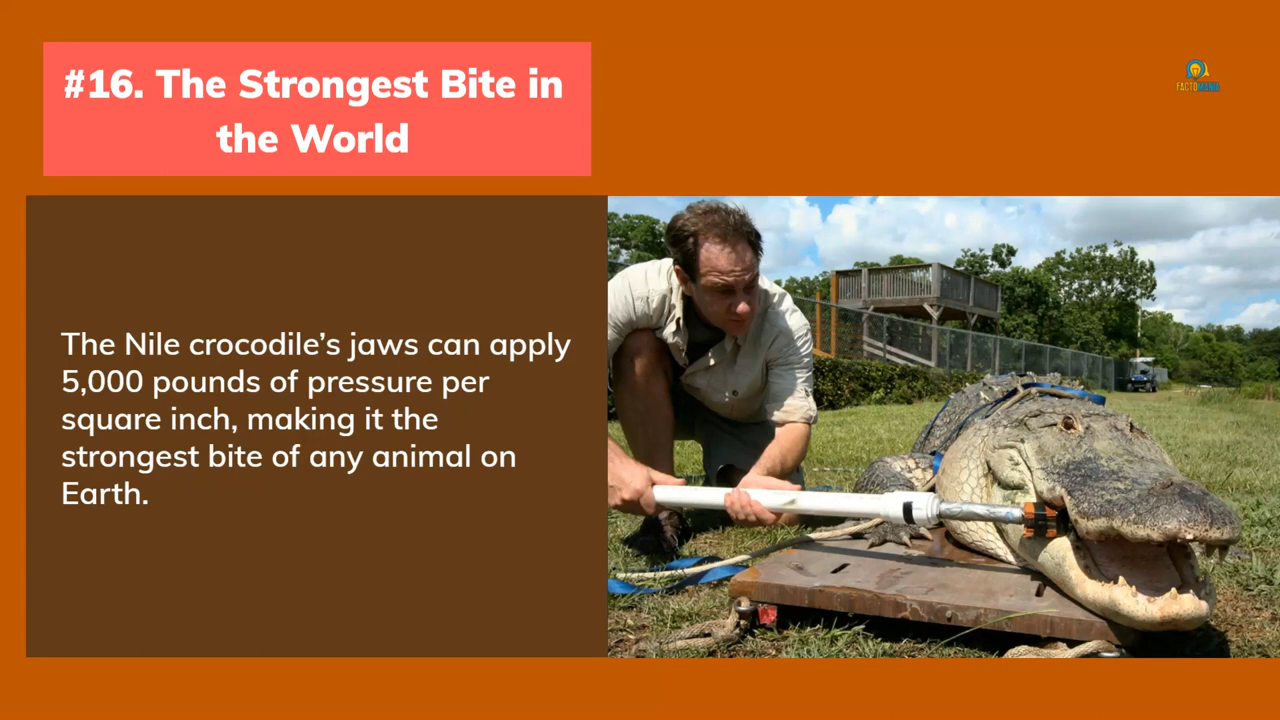 #16. The Strongest Bite in
the World
FACTOMANIA
The Nile crocodile’s jaws can apply
5,000 pounds of pressure per
square inch, making it the
strongest bite of any animal on
Earth.